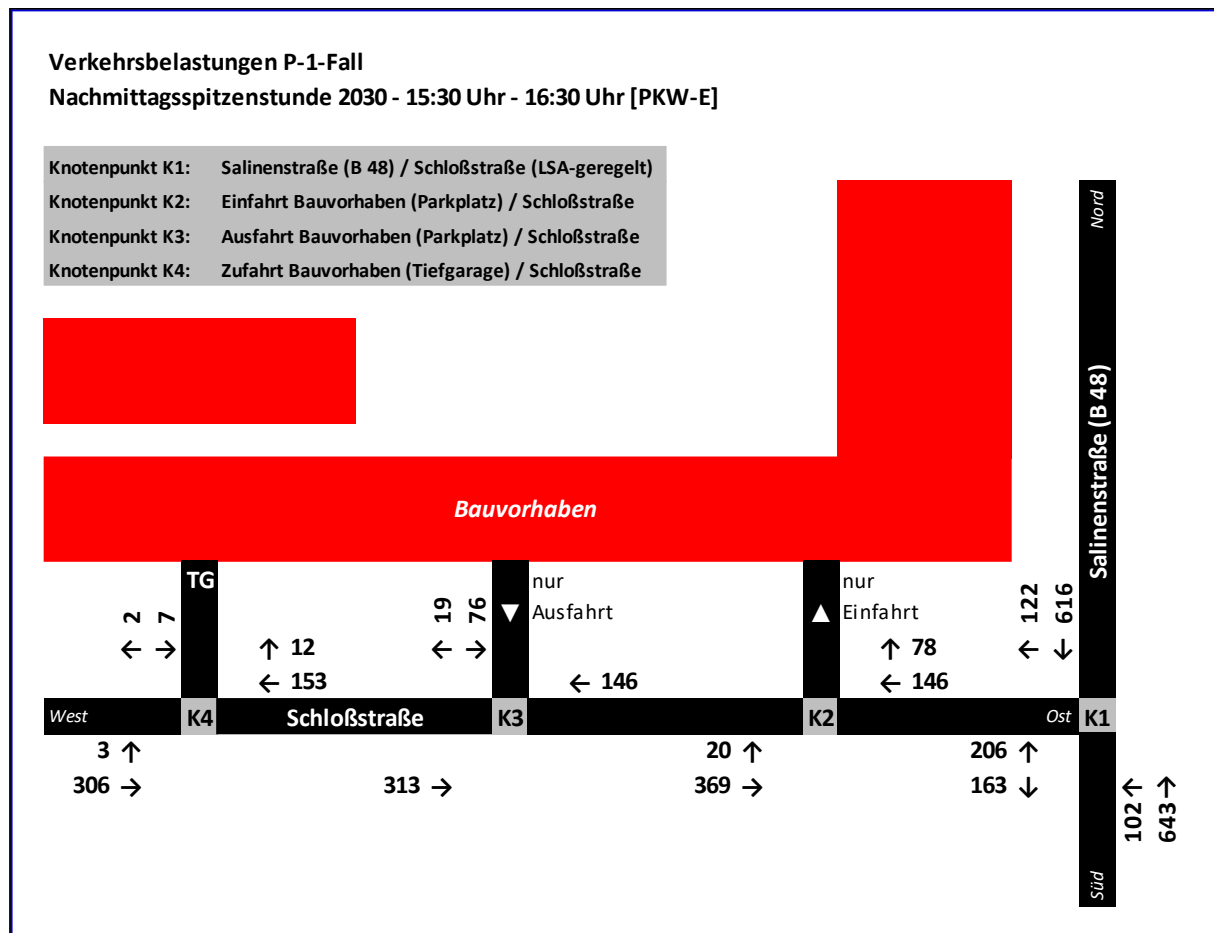 Verkehrsbelastungen P-1-Fall
Nachmittagsspitzenstunde 2030 - 15:30 Uhr - 16:30 Uhr [PKW-E]
Knotenpunkt K1: Salinenstraße (B 48) / Schloßstraße (LSA-geregelt)
Knotenpunkt K2: Einfahrt Bauvorhaben (Parkplatz) / Schloßstraße
Knotenpunkt K3: Ausfahrt Bauvorhaben (Parkplatz) / Schloßstraße
Knotenpunkt K4: Zufahrt Bauvorhaben (Tiefgarage) / Schloßstraße
Nord
Salinenstraße (B 48)
Bauvorhaben
TG
nur
Ausfahrt
▼
nur
Einfahrt
▲
2 7
← →
↑ 12
← 153
19 76
← →
← 146
↑ 78
← 146
122 616
← ↓
West K4 Schloßstraße K3 K2 Ost K1
3 ↑
306 →
313 →
20 ↑
369 →
206 ↑
163 ↓
← ↑
102 643
Süd